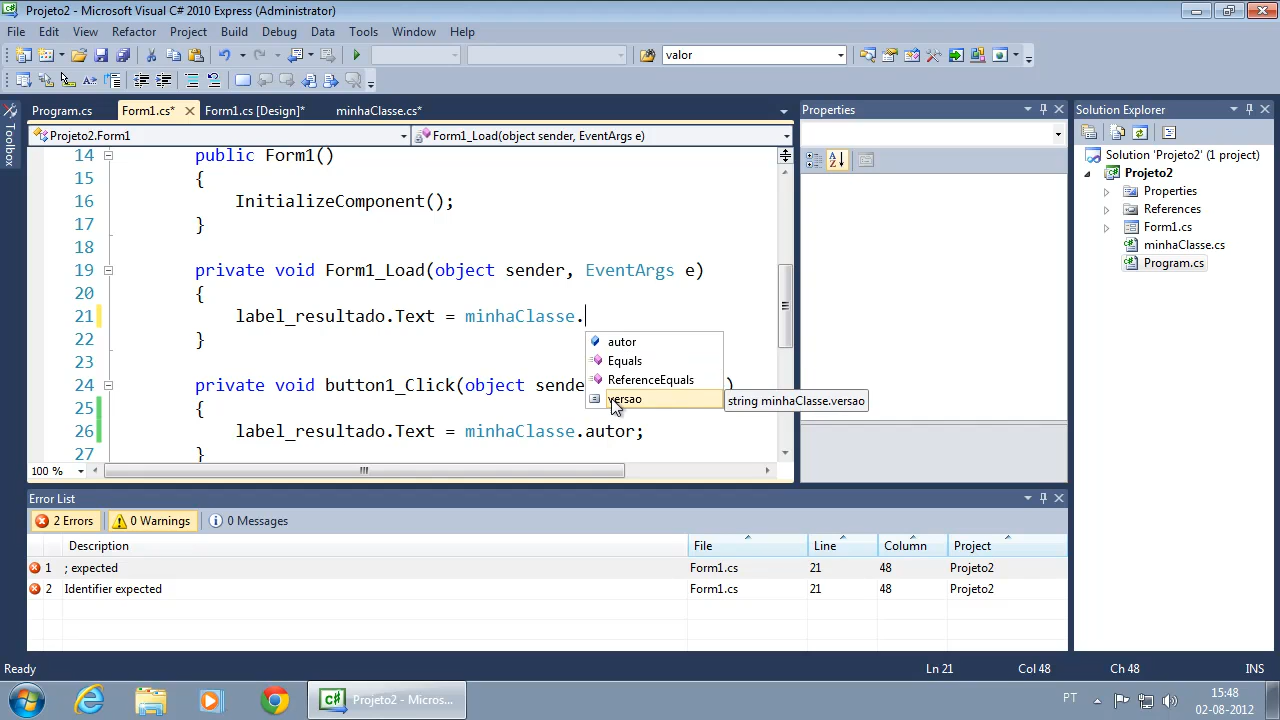 Projeto2 - Microsoft Visual C# 2010 Express (Administrator)
File Edit View Refactor Project Build Debug Data Tools Window Help
valor
Program.cs Form1.cs* Form1.cs [Design]* minhaClasse.cs*
Projeto2.Form1 Form1_Load(object sender, EventArgs e)
Toolbox
14 public Form1()
15 {
16 InitializeComponent();
17 }
18
19 private void Form1_Load(object sender, EventArgs e)
20 {
21 label_resultado.Text = minhaClasse.
22 }
23
24 private void button1_Click(object sende )
25 {
26 label_resultado.Text = minhaClasse.autor;
27 }
autor
Equals
ReferenceEquals
versao
string minhaClasse.versao
100 %
Properties
Solution Explorer
Solution 'Projeto2' (1 project)
Projeto2
Properties
References
Form1.cs
minhaClasse.cs
Program.cs
Error List
2 Errors 0 Warnings 0 Messages
Description File Line Column Project
1 ; expected Form1.cs 21 48 Projeto2
2 Identifier expected Form1.cs 21 48 Projeto2
Ready Ln 21 Col 48 Ch 48 INS
Projeto2 - Micros...
PT
15:48
02-08-2012